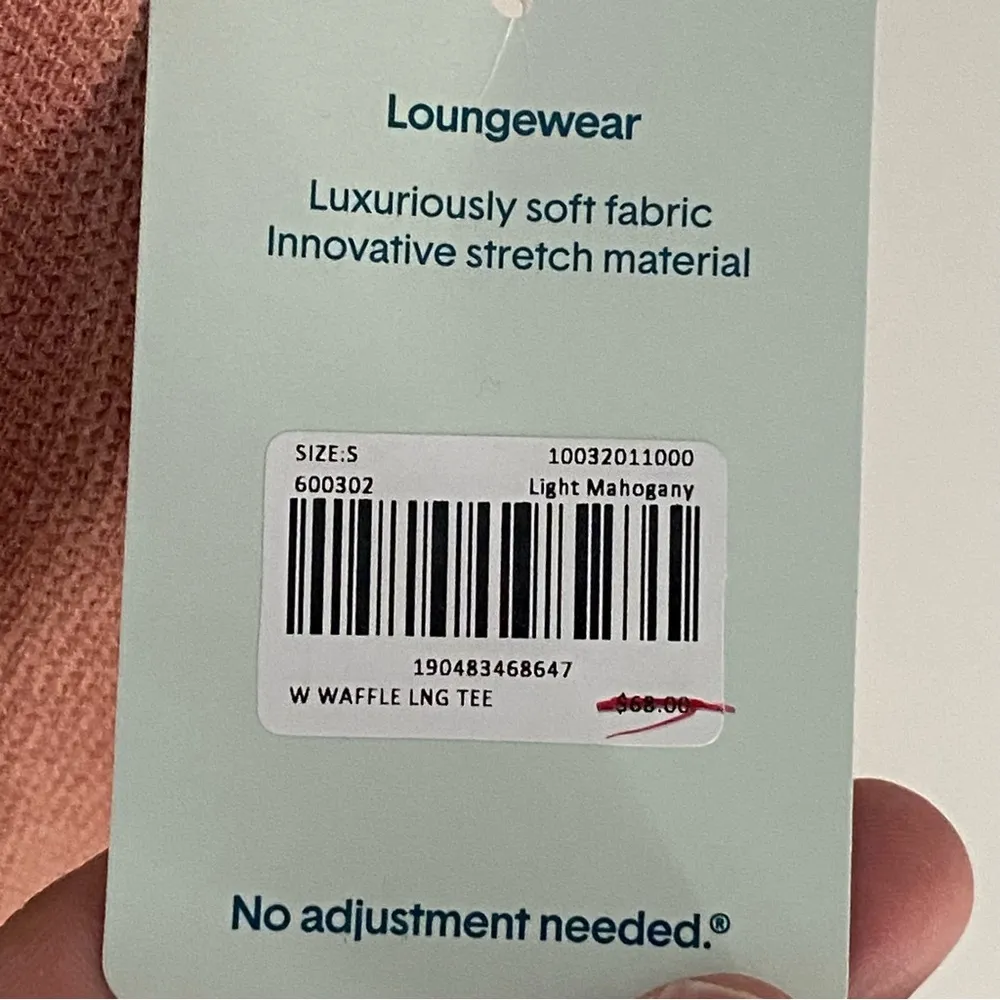 Loungewear
Luxuriously soft fabric
Innovative stretch material
SIZE:S 10032011000
600302 Light Mahogany
190483468647
W WAFFLE LNG TEE $68.00
No adjustment needed.®